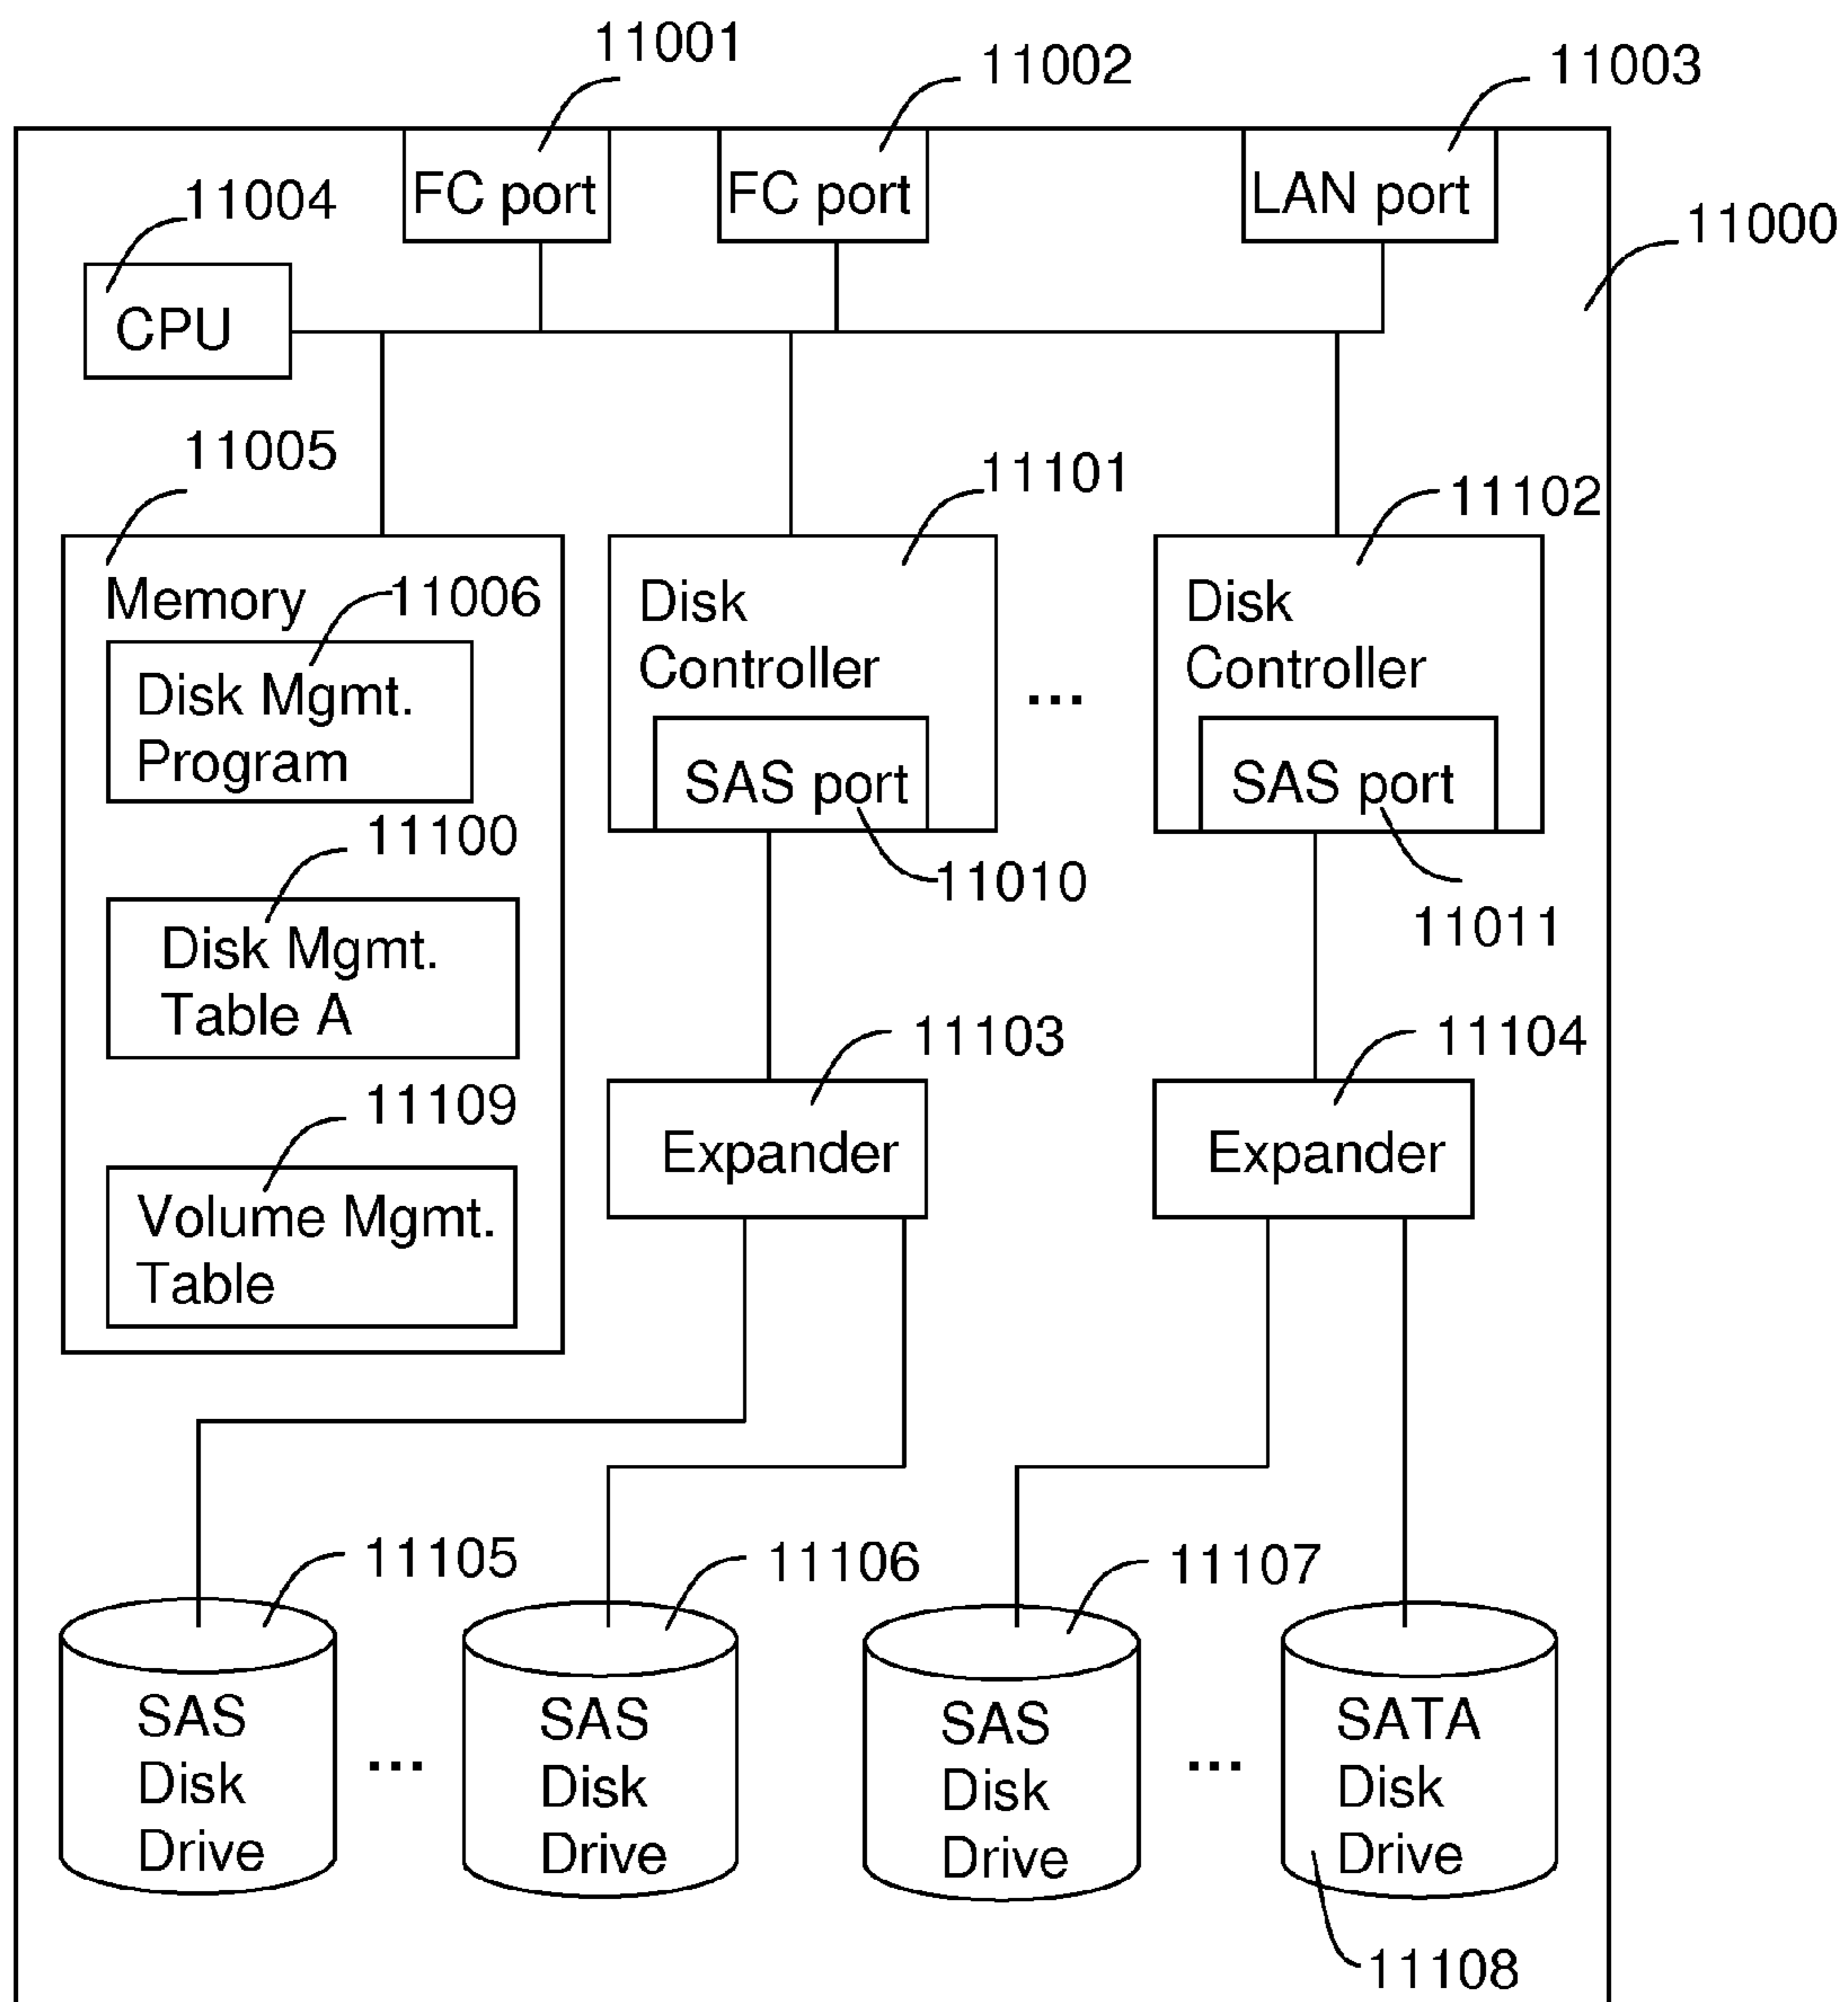 11001
11002
11003
FC port
FC port
LAN port
11004
11000
CPU
11005
11101
11102
Memory
11006
Disk Mgmt.
Program
11100
Disk Mgmt.
Table A
11109
Volume Mgmt.
Table
Disk
Controller
SAS port
11010
...
Disk
Controller
SAS port
11011
11103
Expander
11104
Expander
11105
SAS
Disk
Drive
...
11106
SAS
Disk
Drive
11107
SAS
Disk
Drive
...
SATA
Disk
Drive
11108